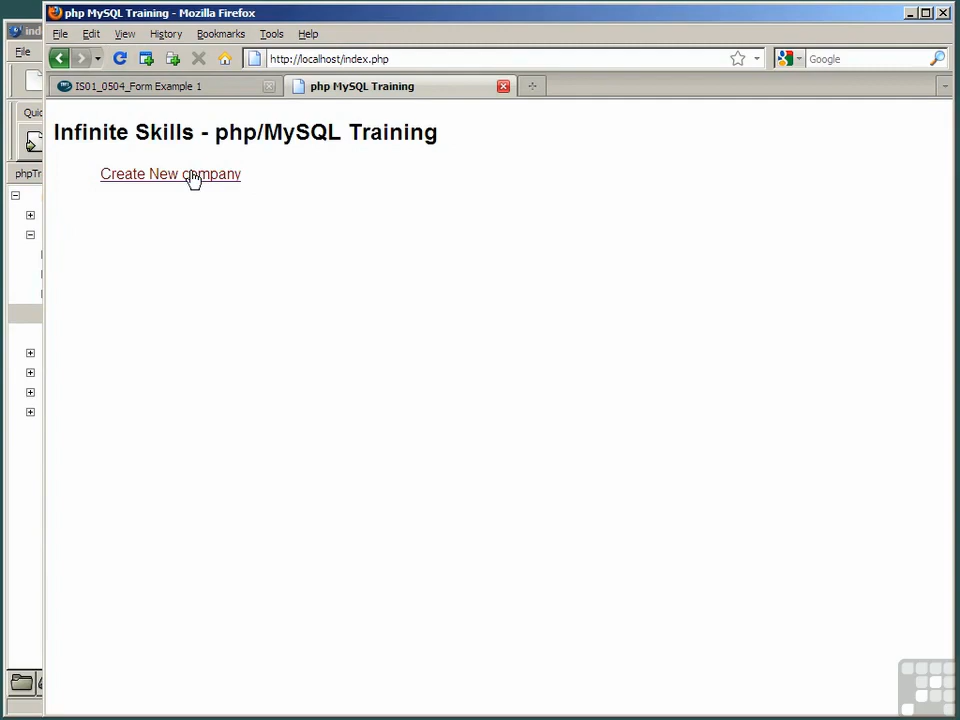 php MySQL Training - Mozilla Firefox
File Edit View History Bookmarks Tools Help
http://localhost/index.php
Google
IS01_0504_Form Example 1
php MySQL Training
Infinite Skills - php/MySQL Training
Create New company
File